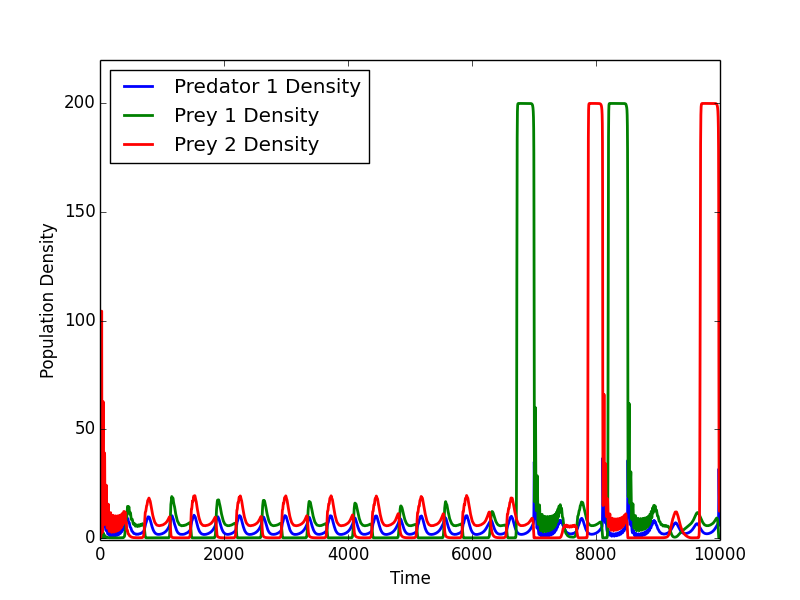 Predator 1 Density
Prey 1 Density
Prey 2 Density
200
150
100
50
0
Population Density
0 2000 4000 6000 8000 10000
Time